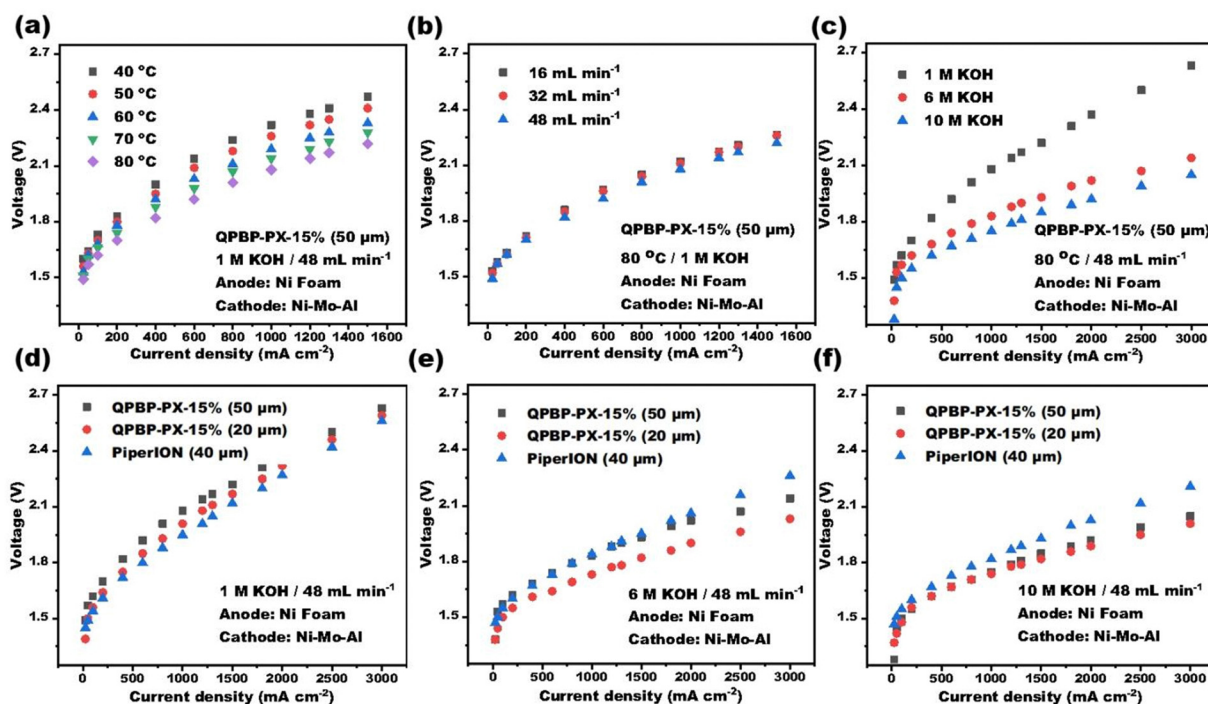 (a)
2.7
2.4
2.1
1.8
1.5
Voltage (V)
40 °C
50 °C
60 °C
70 °C
80 °C
QPBP-PX-15% (50 μm)
1 M KOH / 48 mL min⁻¹
Anode: Ni Foam
Cathode: Ni-Mo-Al
0 200 400 600 800 1000 1200 1400 1600
Current density (mA cm⁻²)
(b)
2.7
2.4
2.1
1.8
1.5
Voltage (V)
16 mL min⁻¹
32 mL min⁻¹
48 mL min⁻¹
QPBP-PX-15% (50 μm)
80 °C / 1 M KOH
Anode: Ni Foam
Cathode: Ni-Mo-Al
0 200 400 600 800 1000 1200 1400 1600
Current density (mA cm⁻²)
(c)
2.7
2.4
2.1
1.8
1.5
Voltage (V)
1 M KOH
6 M KOH
10 M KOH
QPBP-PX-15% (50 μm)
80 °C / 48 mL min⁻¹
Anode: Ni Foam
Cathode: Ni-Mo-Al
0 500 1000 1500 2000 2500 3000
Current density (mA cm⁻²)
(d)
2.7
2.4
2.1
1.8
1.5
Voltage (V)
QPBP-PX-15% (50 μm)
QPBP-PX-15% (20 μm)
PiperION (40 μm)
1 M KOH / 48 mL min⁻¹
Anode: Ni Foam
Cathode: Ni-Mo-Al
0 500 1000 1500 2000 2500 3000
Current density (mA cm⁻²)
(e)
2.7
2.4
2.1
1.8
1.5
Voltage (V)
QPBP-PX-15% (50 μm)
QPBP-PX-15% (20 μm)
PiperION (40 μm)
6 M KOH / 48 mL min⁻¹
Anode: Ni Foam
Cathode: Ni-Mo-Al
0 500 1000 1500 2000 2500 3000
Current density (mA cm⁻²)
(f)
2.7
2.4
2.1
1.8
1.5
Voltage (V)
QPBP-PX-15% (50 μm)
QPBP-PX-15% (20 μm)
PiperION (40 μm)
10 M KOH / 48 mL min⁻¹
Anode: Ni Foam
Cathode: Ni-Mo-Al
0 500 1000 1500 2000 2500 3000
Current density (mA cm⁻²)